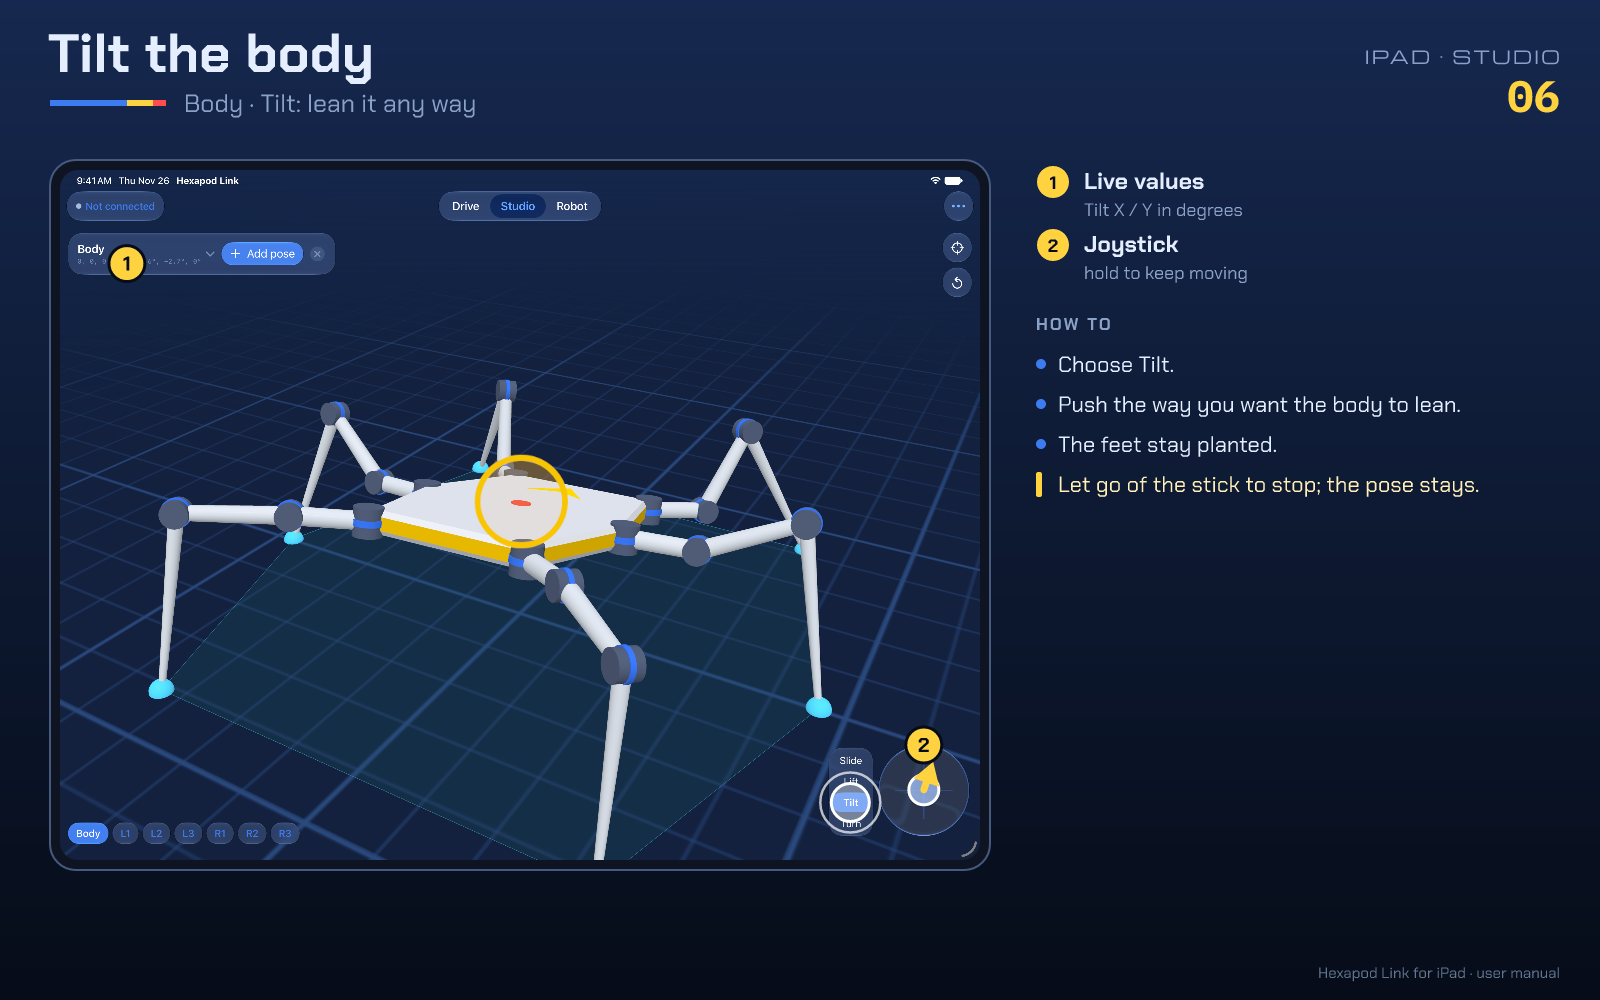 Tilt the body
Body · Tilt: lean it any way
IPAD · STUDIO
06
9:41 AM Thu Nov 26 Hexapod Link
Not connected
Drive Studio Robot
Body
Add pose
1
1 Live values
Tilt X / Y in degrees
2 Joystick
hold to keep moving
HOW TO
Choose Tilt.
Push the way you want the body to lean.
The feet stay planted.
Let go of the stick to stop; the pose stays.
2
Slide
Lift
Tilt
Turn
Body L1 L2 L3 R1 R2 R3
Hexapod Link for iPad · user manual